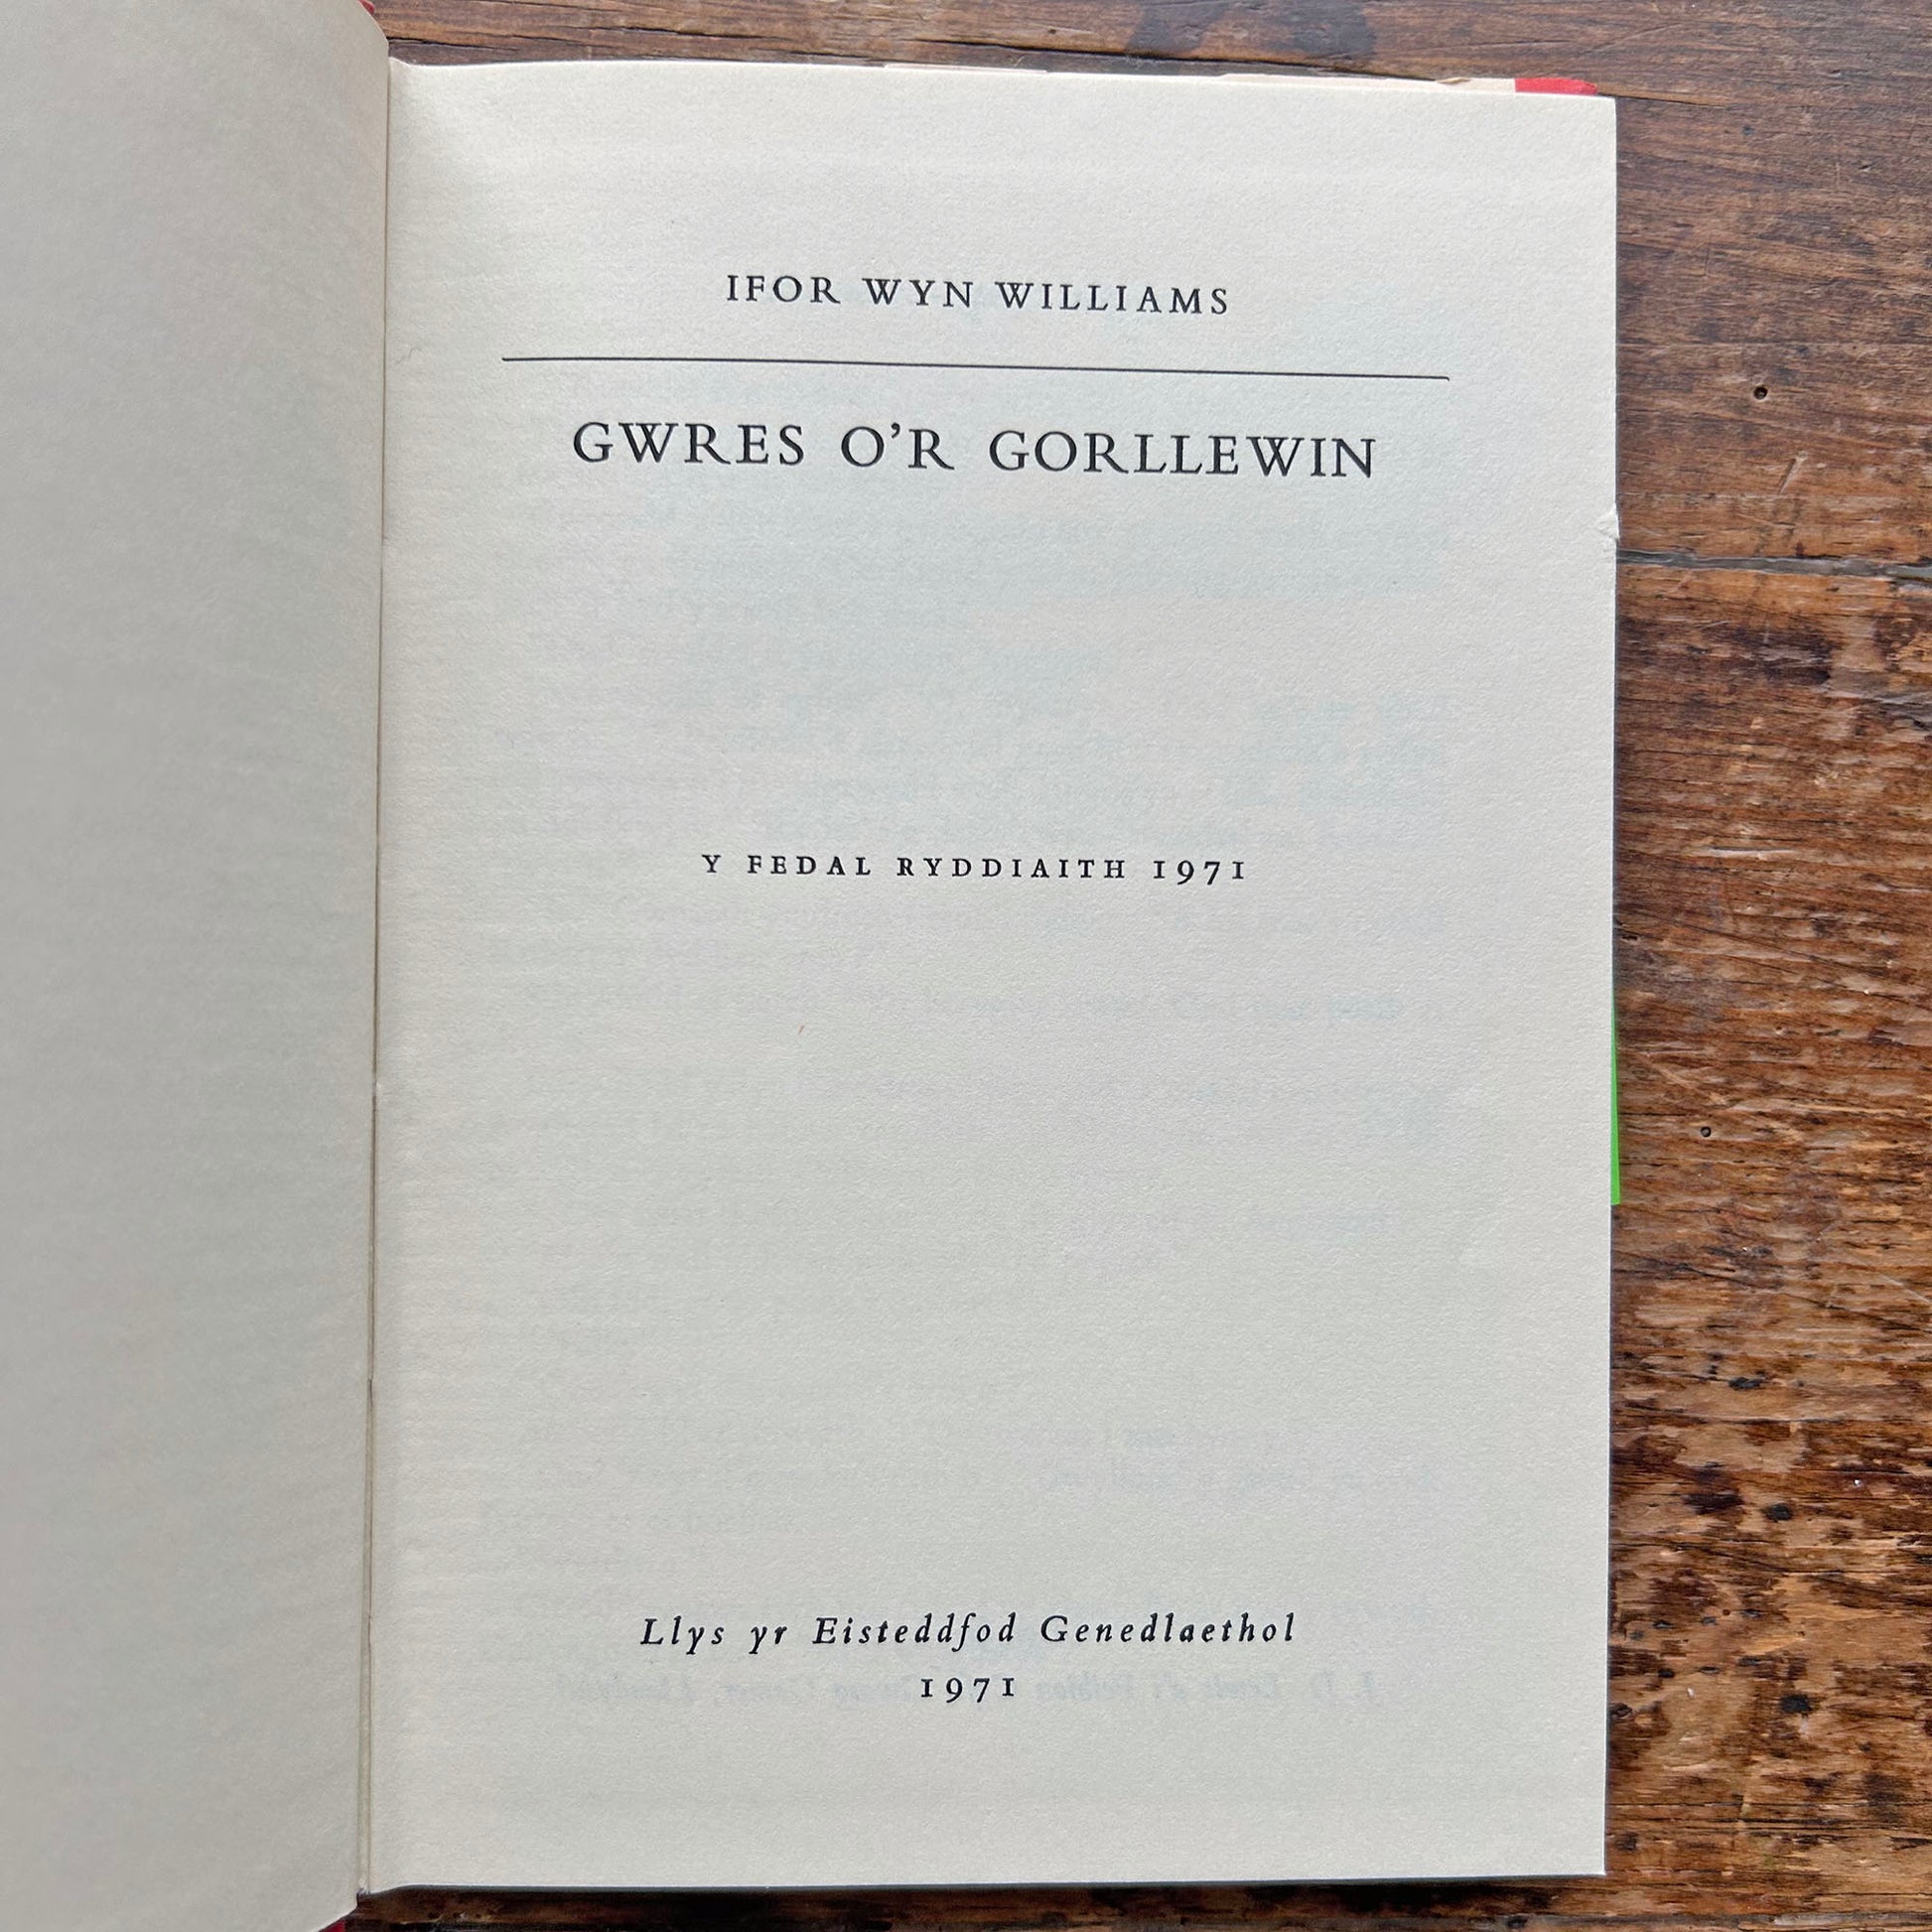 IFOR WYN WILLIAMS
GWRES O'R GORLLEWIN
Y FEDAL RYDDIAITH 1971
Llys yr Eisteddfod Genedlaethol
1971